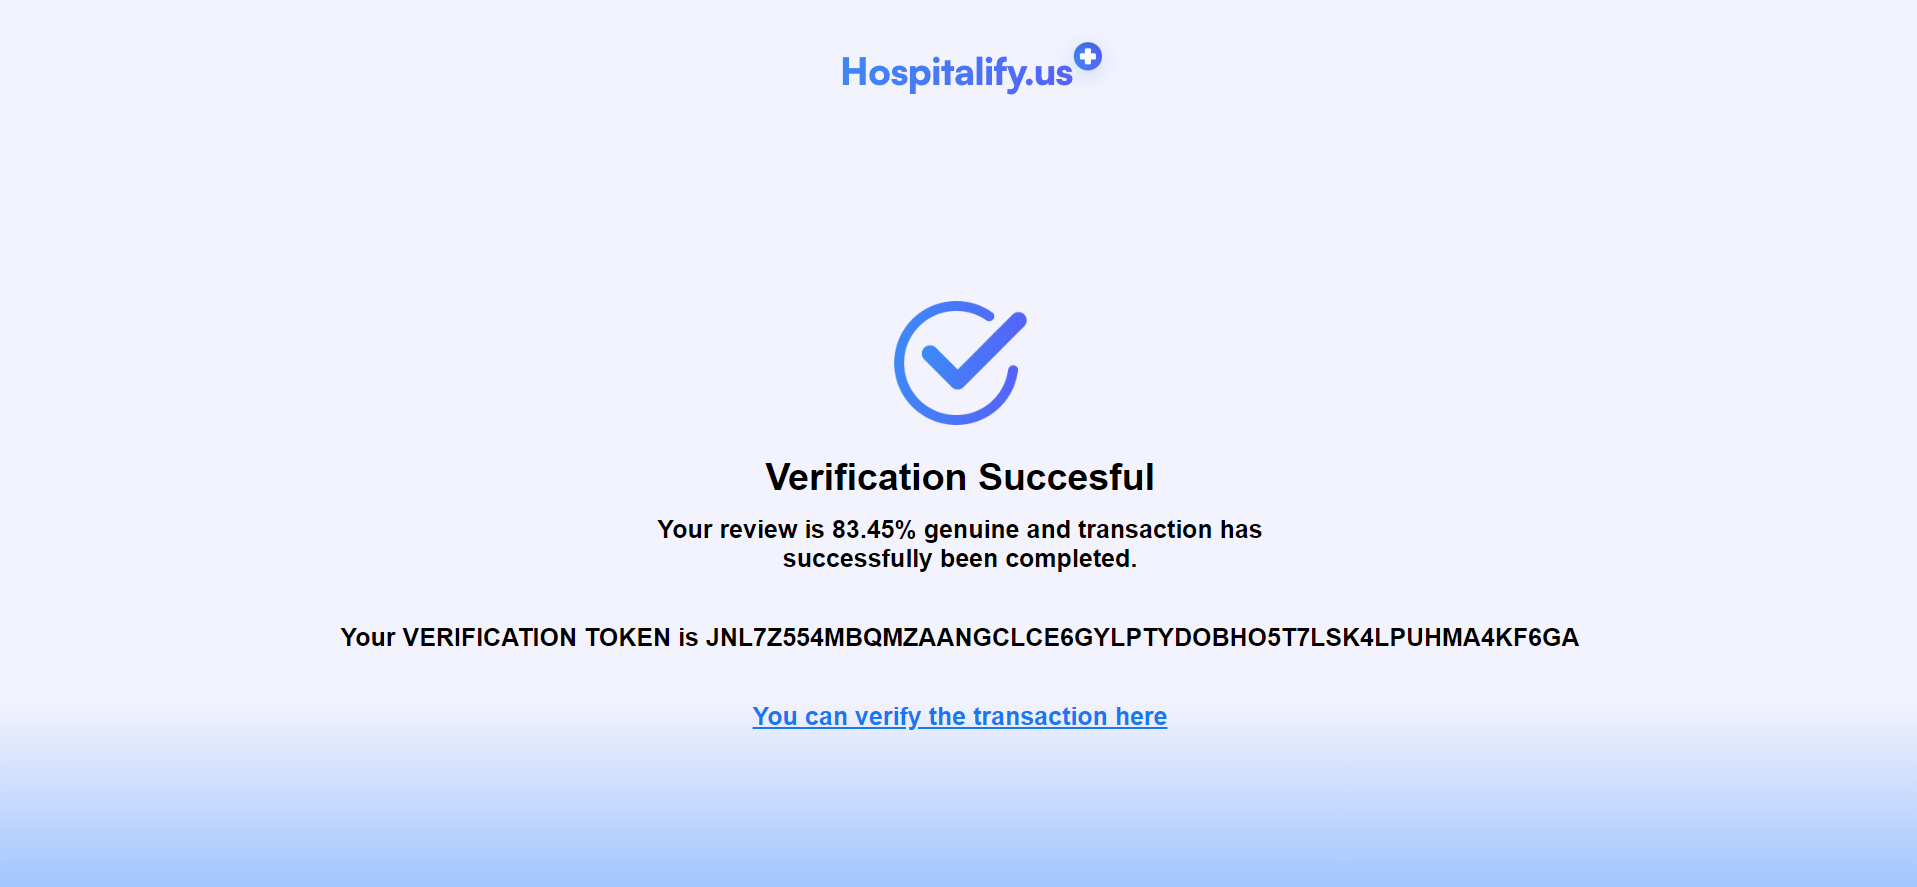 Hospitalify.us
Verification Succesful
Your review is 83.45% genuine and transaction has
successfully been completed.
Your VERIFICATION TOKEN is JNL7Z554MBQMZAANGCLCE6GYLPTYDOBHO5T7LSK4LPUHMA4KF6GA
You can verify the transaction here